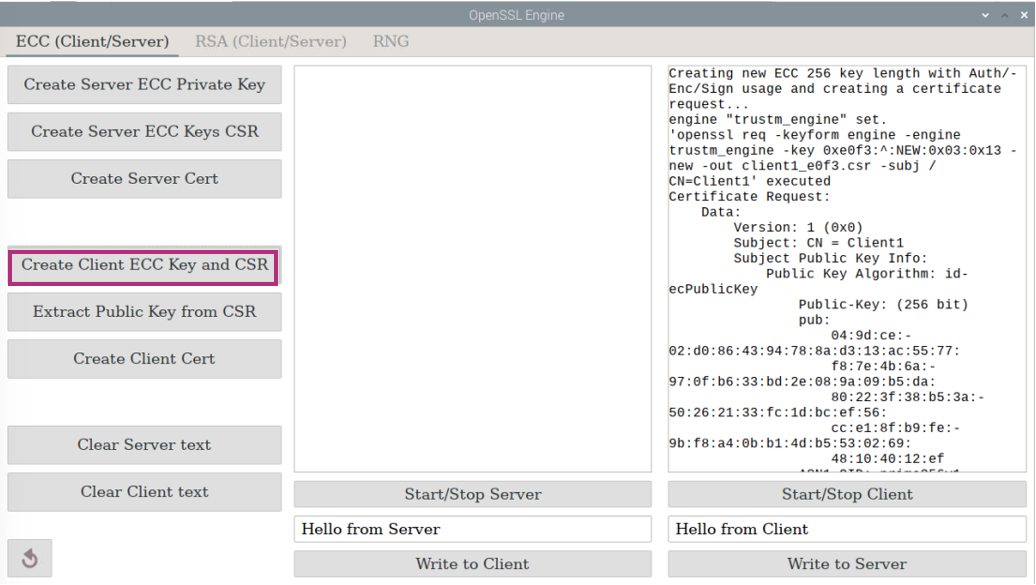 OpenSSL Engine
ECC (Client/Server) RSA (Client/Server) RNG
Create Server ECC Private Key
Create Server ECC Keys CSR
Create Server Cert
Create Client ECC Key and CSR
Extract Public Key from CSR
Create Client Cert
Clear Server text
Clear Client text
Start/Stop Server
Hello from Server
Write to Client
Creating new ECC 256 key length with Auth/-
Enc/Sign usage and creating a certificate
request...
engine "trustm_engine" set.
'openssl req -keyform engine -engine
trustm_engine -key 0xe0f3:^:NEW:0x03:0x13 -
new -out client1_e0f3.csr -subj /
CN=Client1' executed
Certificate Request:
Data:
Version: 1 (0x0)
Subject: CN = Client1
Subject Public Key Info:
Public Key Algorithm: id-
ecPublicKey
Public-Key: (256 bit)
pub:
04:9d:ce:-
02:d0:86:43:94:78:8a:d3:13:ac:55:77:
f8:7e:4b:6a:-
97:0f:b6:33:bd:2e:08:9a:09:b5:da:
80:22:3f:38:b5:3a:-
50:26:21:33:fc:1d:bc:ef:56:
cc:e1:8f:b9:fe:-
9b:f8:a4:0b:b1:4d:b5:53:02:69:
48:10:40:12:ef
Start/Stop Client
Hello from Client
Write to Server